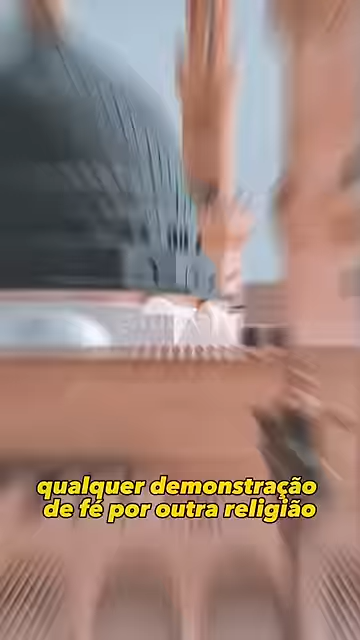 qualquer demonstração
de fé por outra religião